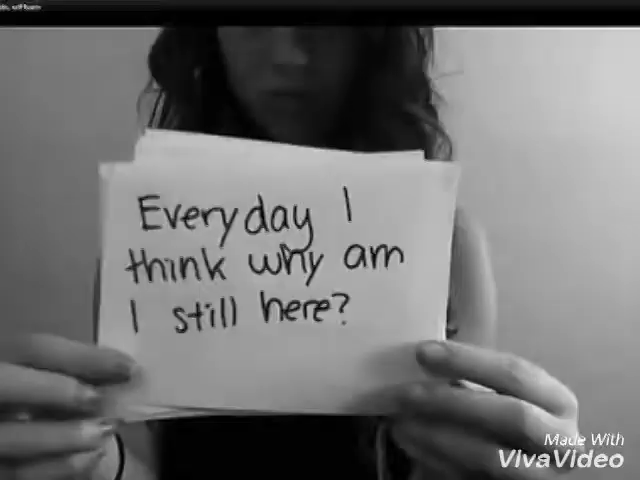 Everyday I
think why am
I still here?
Made With
VivaVideo